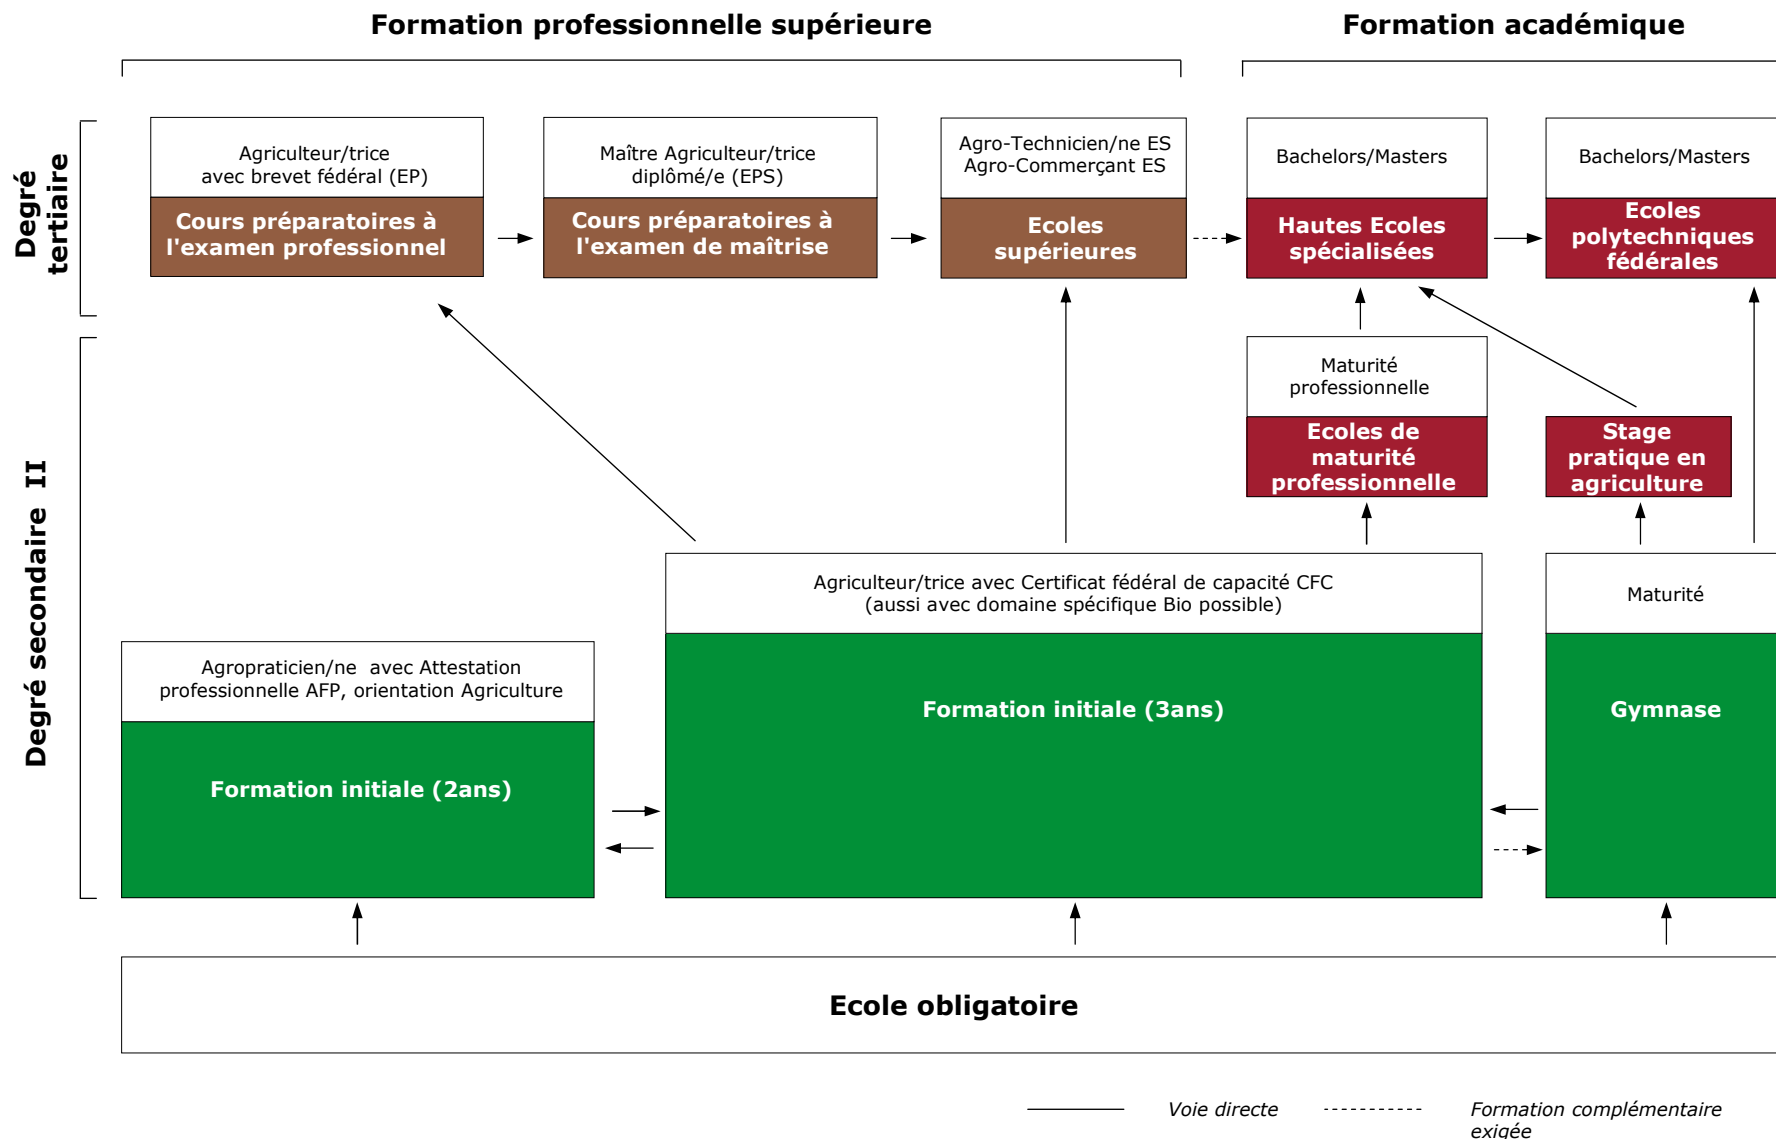 Formation professionnelle supérieure
Formation académique
Degré
tertiaire
Agriculteur/trice
avec brevet fédéral (EP)
Cours préparatoires à
l'examen professionnel
Maître Agriculteur/trice
diplômé/e (EPS)
Cours préparatoires à
l'examen de maîtrise
Agro-Technicien/ne ES
Agro-Commerçant ES
Ecoles
supérieures
Bachelors/Masters
Hautes Ecoles
spécialisées
Bachelors/Masters
Ecoles
polytechniques
fédérales
Degré secondaire II
Maturité
professionnelle
Ecoles de
maturité
professionnelle
Stage
pratique en
agriculture
Agriculteur/trice avec Certificat fédéral de capacité CFC
(aussi avec domaine spécifique Bio possible)
Formation initiale (3ans)
Maturité
Gymnase
Agropraticien/ne avec Attestation
professionnelle AFP, orientation Agriculture
Formation initiale (2ans)
Ecole obligatoire
Voie directe
Formation complémentaire
exigée